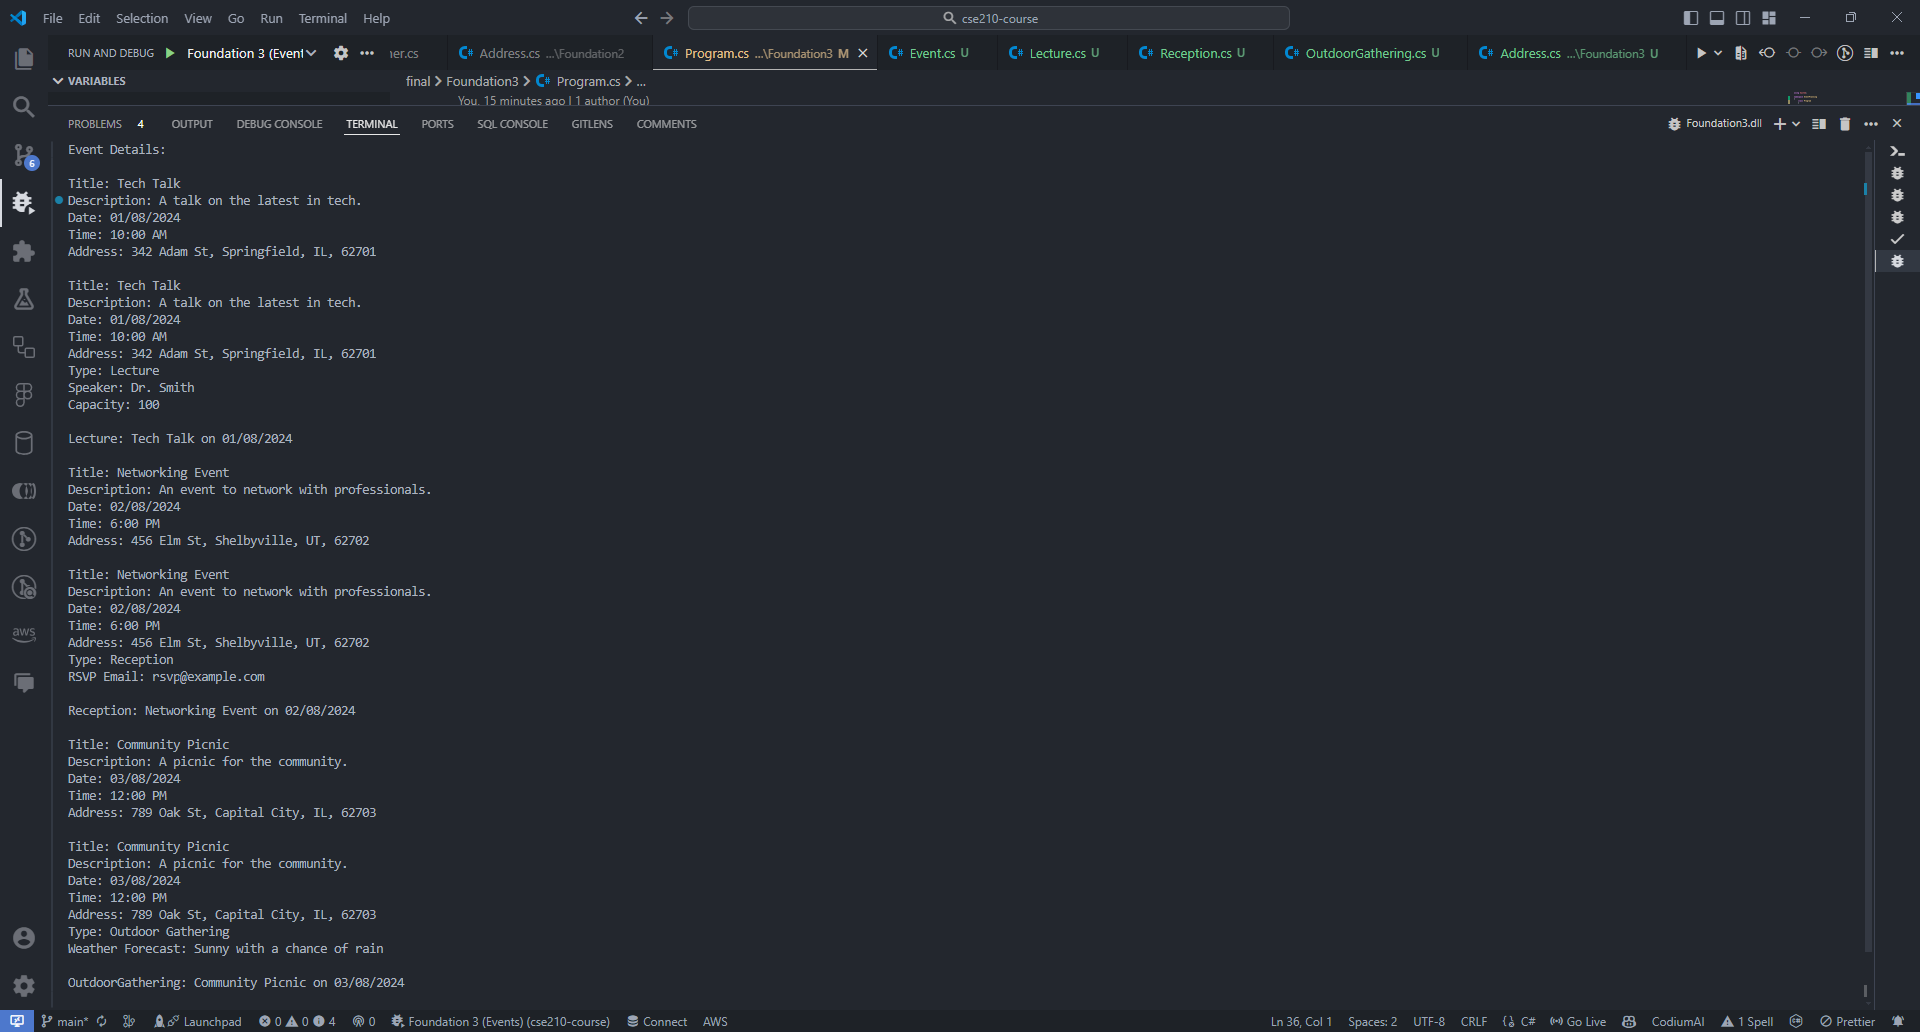 File Edit Selection View Go Run Terminal Help cse210-course
RUN AND DEBUG Foundation 3 (Event ner.cs Address.cs ...\Foundation2 Program.cs ...\Foundation3 M Event.cs U Lecture.cs U Reception.cs U OutdoorGathering.cs U Address.cs ...\Foundation3 U
VARIABLES final > Foundation3 > Program.cs > ...
You, 15 minutes ago | 1 author (You)
PROBLEMS 4 OUTPUT DEBUG CONSOLE TERMINAL PORTS SQL CONSOLE GITLENS COMMENTS Foundation3.dll
Event Details:
Title: Tech Talk
Description: A talk on the latest in tech.
Date: 01/08/2024
Time: 10:00 AM
Address: 342 Adam St, Springfield, IL, 62701
Title: Tech Talk
Description: A talk on the latest in tech.
Date: 01/08/2024
Time: 10:00 AM
Address: 342 Adam St, Springfield, IL, 62701
Type: Lecture
Speaker: Dr. Smith
Capacity: 100
Lecture: Tech Talk on 01/08/2024
Title: Networking Event
Description: An event to network with professionals.
Date: 02/08/2024
Time: 6:00 PM
Address: 456 Elm St, Shelbyville, UT, 62702
Title: Networking Event
Description: An event to network with professionals.
Date: 02/08/2024
Time: 6:00 PM
Address: 456 Elm St, Shelbyville, UT, 62702
Type: Reception
RSVP Email: rsvp@example.com
Reception: Networking Event on 02/08/2024
Title: Community Picnic
Description: A picnic for the community.
Date: 03/08/2024
Time: 12:00 PM
Address: 789 Oak St, Capital City, IL, 62703
Title: Community Picnic
Description: A picnic for the community.
Date: 03/08/2024
Time: 12:00 PM
Address: 789 Oak St, Capital City, IL, 62703
Type: Outdoor Gathering
Weather Forecast: Sunny with a chance of rain
OutdoorGathering: Community Picnic on 03/08/2024
6
aws
main* Launchpad 0 0 4 0 Foundation 3 (Events) (cse210-course) Connect AWS Ln 36, Col 1 Spaces: 2 UTF-8 CRLF {} C# Go Live CodiumAI 1 Spell Prettier